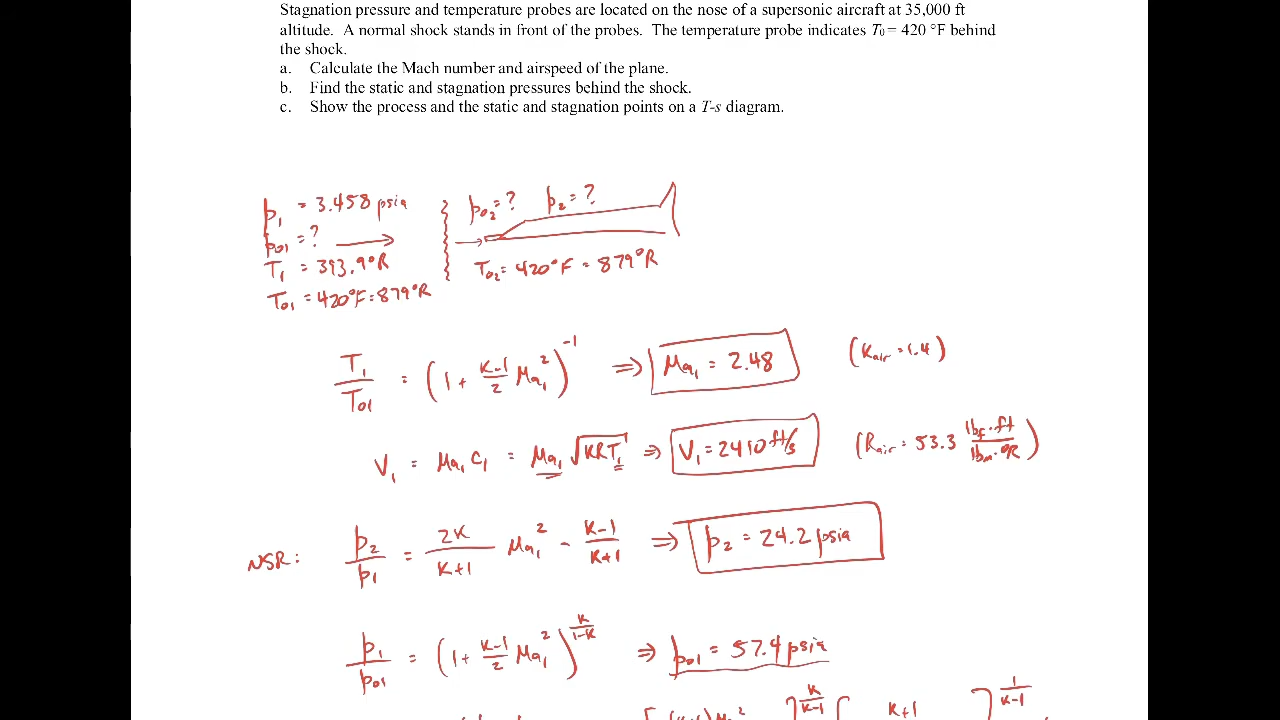 Stagnation pressure and temperature probes are located on the nose of a supersonic aircraft at 35,000 ft
altitude. A normal shock stands in front of the probes. The temperature probe indicates T₀ = 420 °F behind
the shock.
a. Calculate the Mach number and airspeed of the plane.
b. Find the static and stagnation pressures behind the shock.
c. Show the process and the static and stagnation points on a T-s diagram.
p₁ = 3.458 psia
p₀₁ = ?
T₁ = 393.9°R
T₀₁ = 420°F = 879°R
p₀₂ = ? p₂ = ?
T₀₂ = 420°F = 879°R
T₁/T₀₁ = (1 + (k-1)/2 Ma₁²)⁻¹ ⇒ Ma₁ = 2.48 (k_air = 1.4)
V₁ = Ma₁ c₁ = Ma₁ √(kRT₁) ⇒ V₁ = 2410 ft/s (R_air = 53.3 lbf·ft/lbm·°R)
NSR: p₂/p₁ = 2k/(k+1) Ma₁² - (k-1)/(k+1) ⇒ p₂ = 24.2 psia
p₁/p₀₁ = (1 + (k-1)/2 Ma₁²)^(k/(1-k)) ⇒ p₀₁ = 57.4 psia